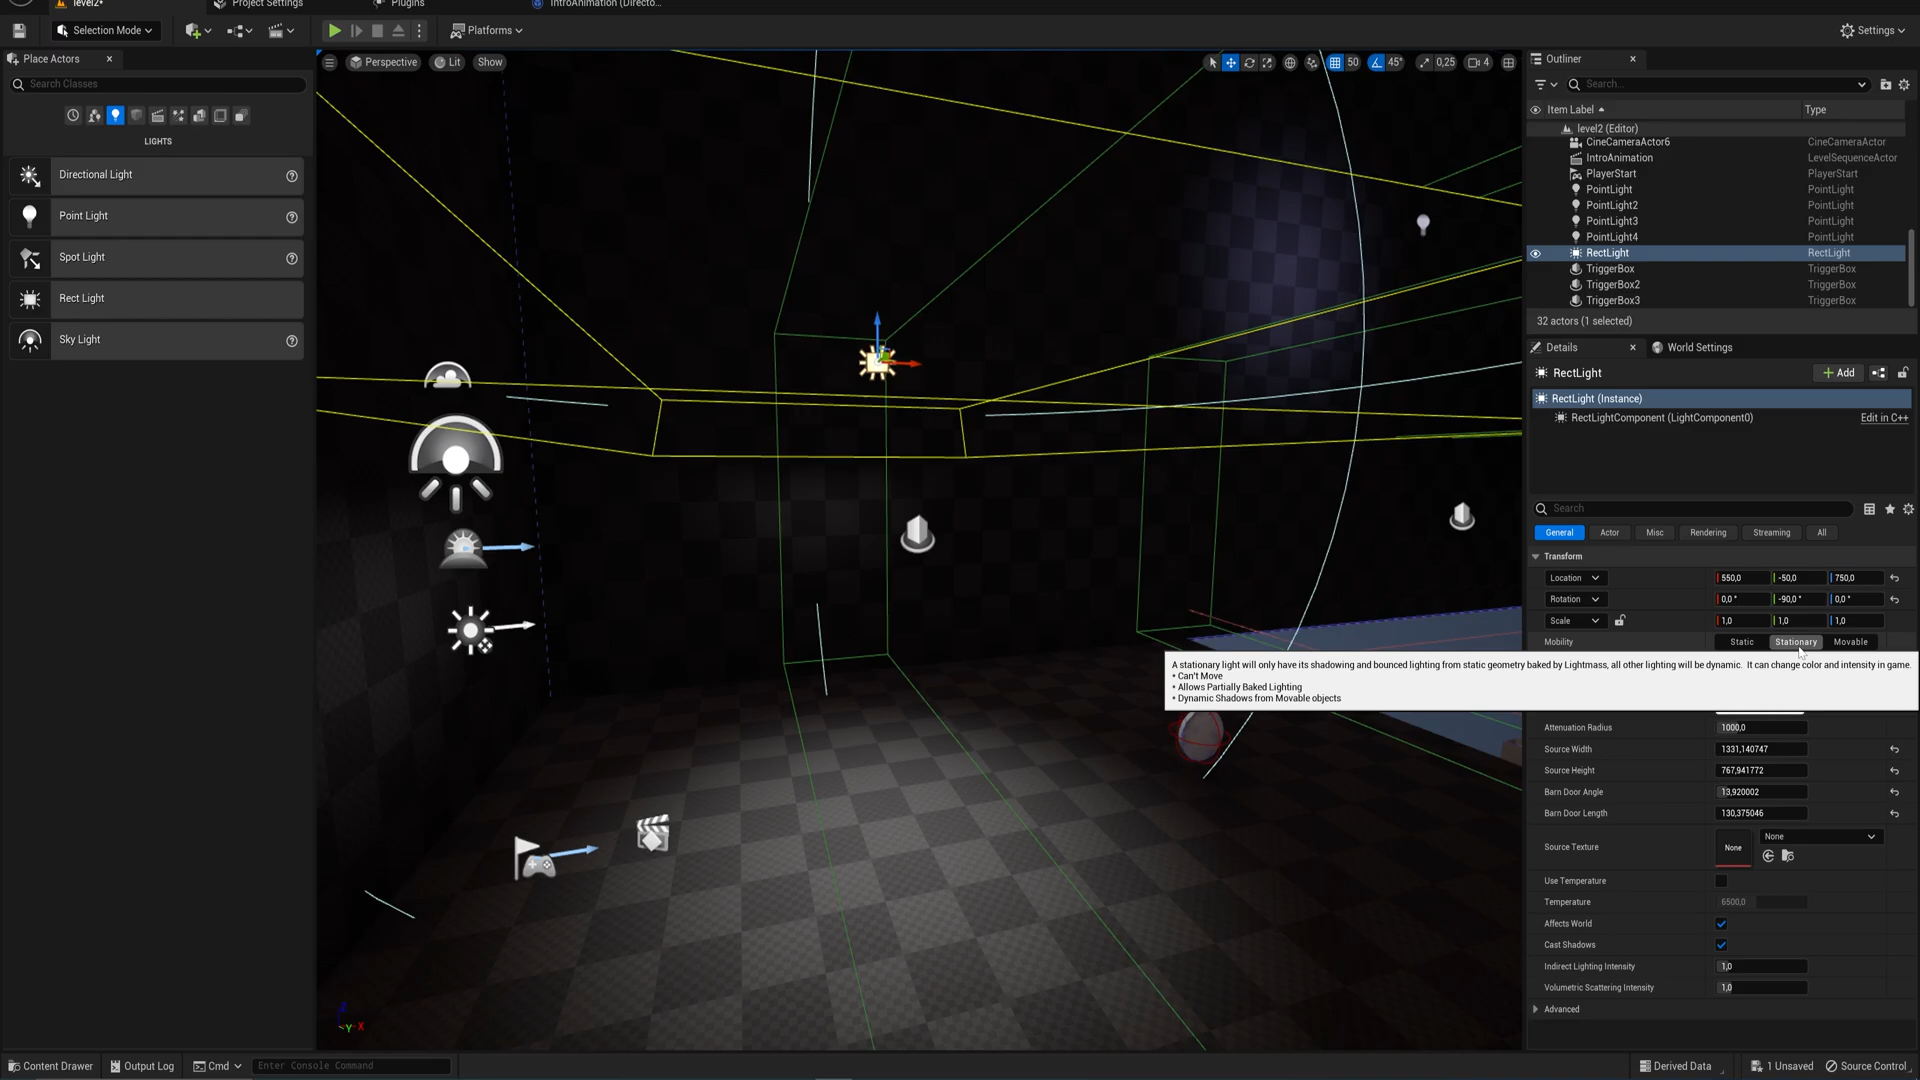 level2*
Project Settings
Plugins
IntroAnimation (Directo...
Selection Mode
Platforms
Settings
Place Actors
Search Classes
LIGHTS
Directional Light
Point Light
Spot Light
Rect Light
Sky Light
Perspective
Lit
Show
50
45°
0,25
4
Outliner
Search...
Item Label
Type
level2 (Editor)
CineCameraActor6 CineCameraActor
IntroAnimation LevelSequenceActor
PlayerStart PlayerStart
PointLight PointLight
PointLight2 PointLight
PointLight3 PointLight
PointLight4 PointLight
RectLight RectLight
TriggerBox TriggerBox
TriggerBox2 TriggerBox
TriggerBox3 TriggerBox
32 actors (1 selected)
Details
World Settings
RectLight
+ Add
RectLight (Instance)
RectLightComponent (LightComponent0)
Edit in C++
Search
General
Actor
Misc
Rendering
Streaming
All
Transform
Location 550,0 -50,0 750,0
Rotation 0,0 ° -90,0 ° 0,0 °
Scale 1,0 1,0 1,0
Mobility Static Stationary Movable
A stationary light will only have its shadowing and bounced lighting from static geometry baked by Lightmass, all other lighting will be dynamic. It can change color and intensity in game.
• Can't Move
• Allows Partially Baked Lighting
• Dynamic Shadows from Movable objects
Attenuation Radius 1000,0
Source Width 1331,140747
Source Height 767,941772
Barn Door Angle 13,920002
Barn Door Length 130,375046
Source Texture None None
Use Temperature
Temperature 6500,0
Affects World
Cast Shadows
Indirect Lighting Intensity 1,0
Volumetric Scattering Intensity 1,0
Advanced
Z
Y
X
Content Drawer
Output Log
Cmd
Enter Console Command
Derived Data
1 Unsaved
Source Control